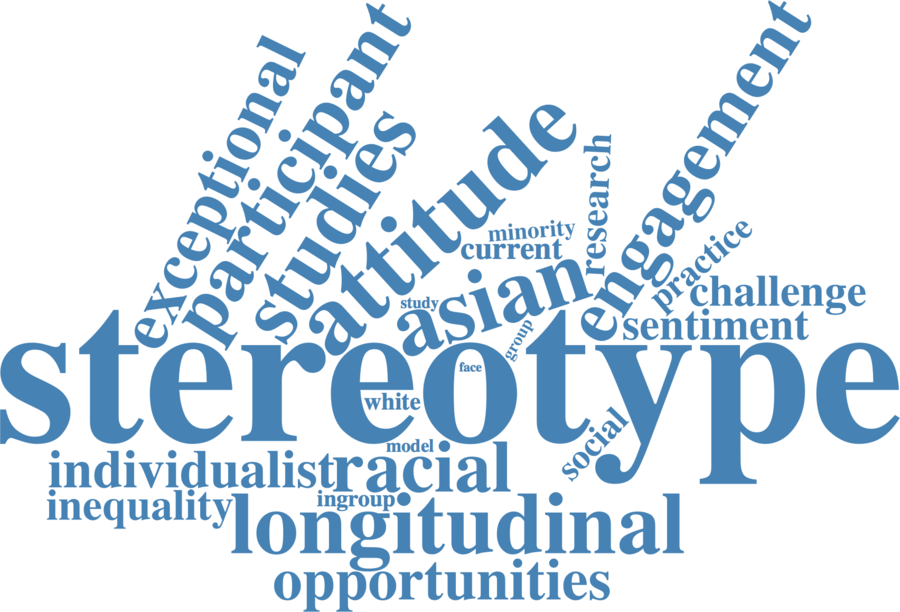 exceptional
participant
studies
attitude
research
engagement
minority
current
practice
asian
study
challenge
sentiment
group
stereotype
face
white
social
model
individualist
racial
inequality
ingroup
longitudinal
opportunities